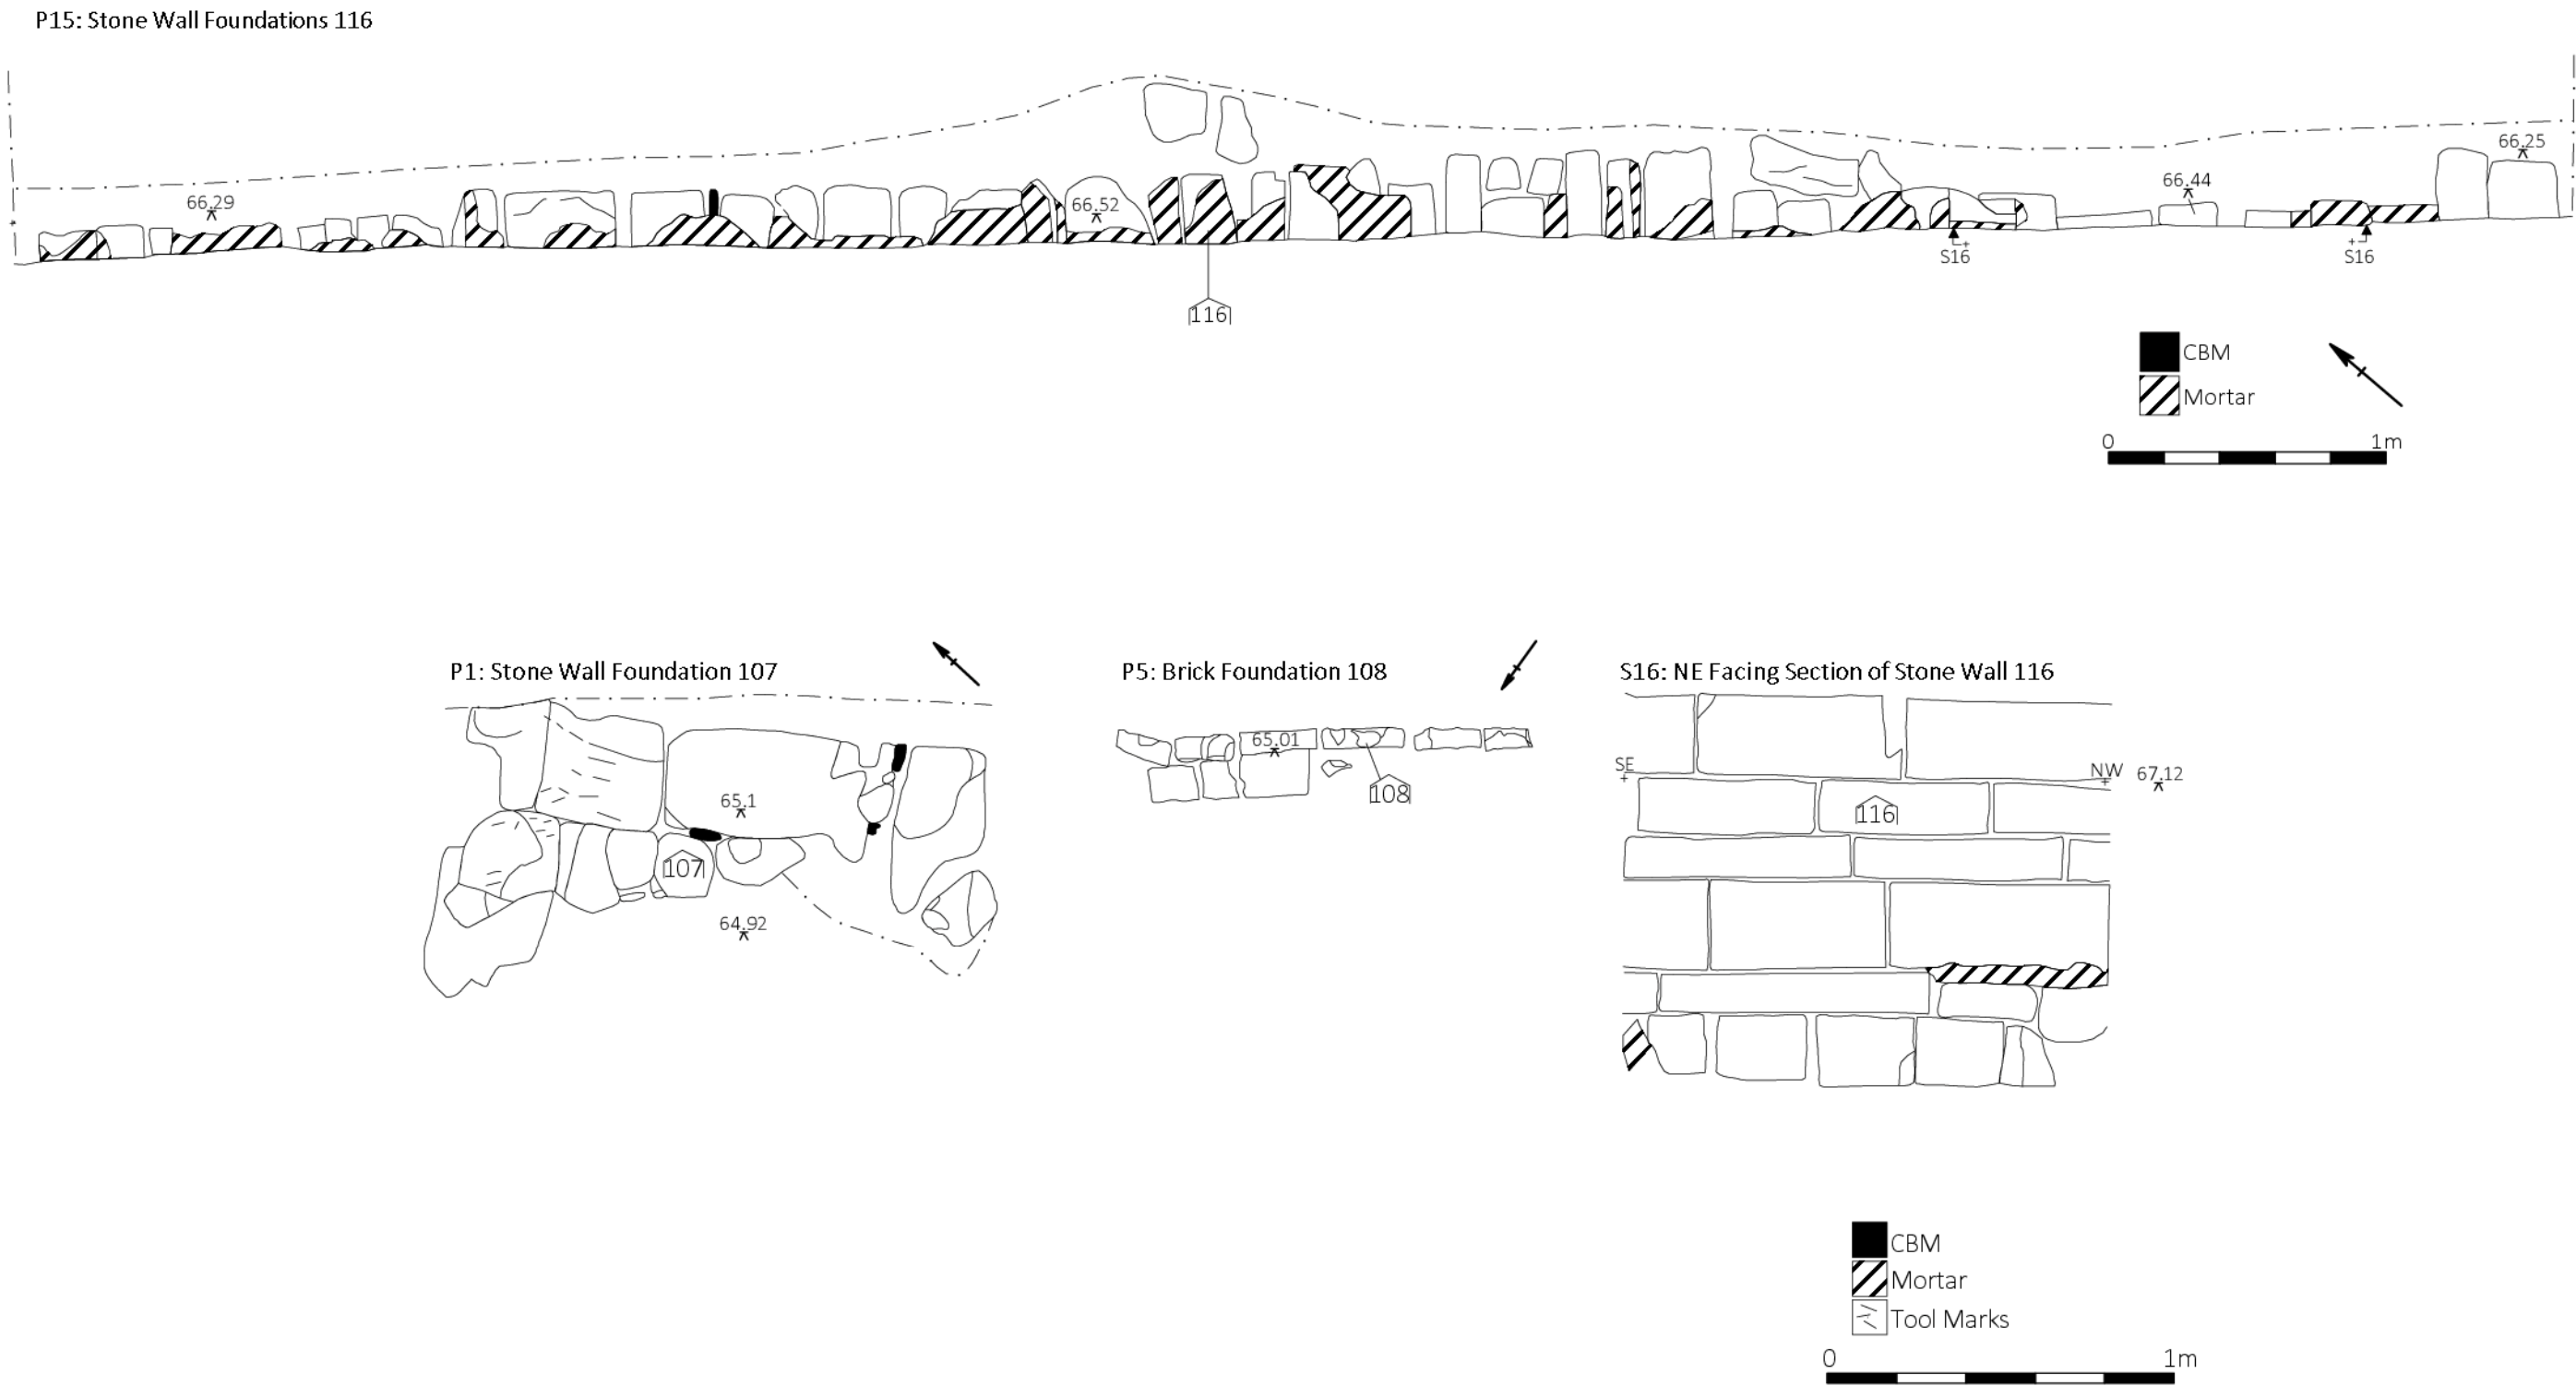 P15: Stone Wall Foundations 116
66.25
66.29
66.44
66.52
S16
S16
116
CBM
Mortar
0 1m
P1: Stone Wall Foundation 107
P5: Brick Foundation 108
S16: NE Facing Section of Stone Wall 116
65.01
SE
NW 67.12
65.1
108
116
107
64.92
CBM
Mortar
Tool Marks
0 1m